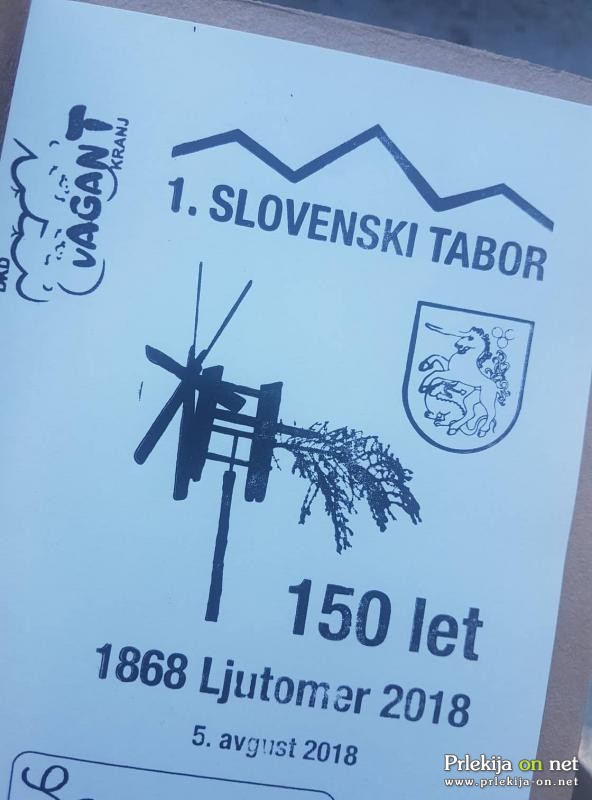 DMD
VAGANT
KRANJ
1. SLOVENSKI TABOR
150 let
1868 Ljutomer 2018
5. avgust 2018
Prlekija on net
www.prlekija-on.net